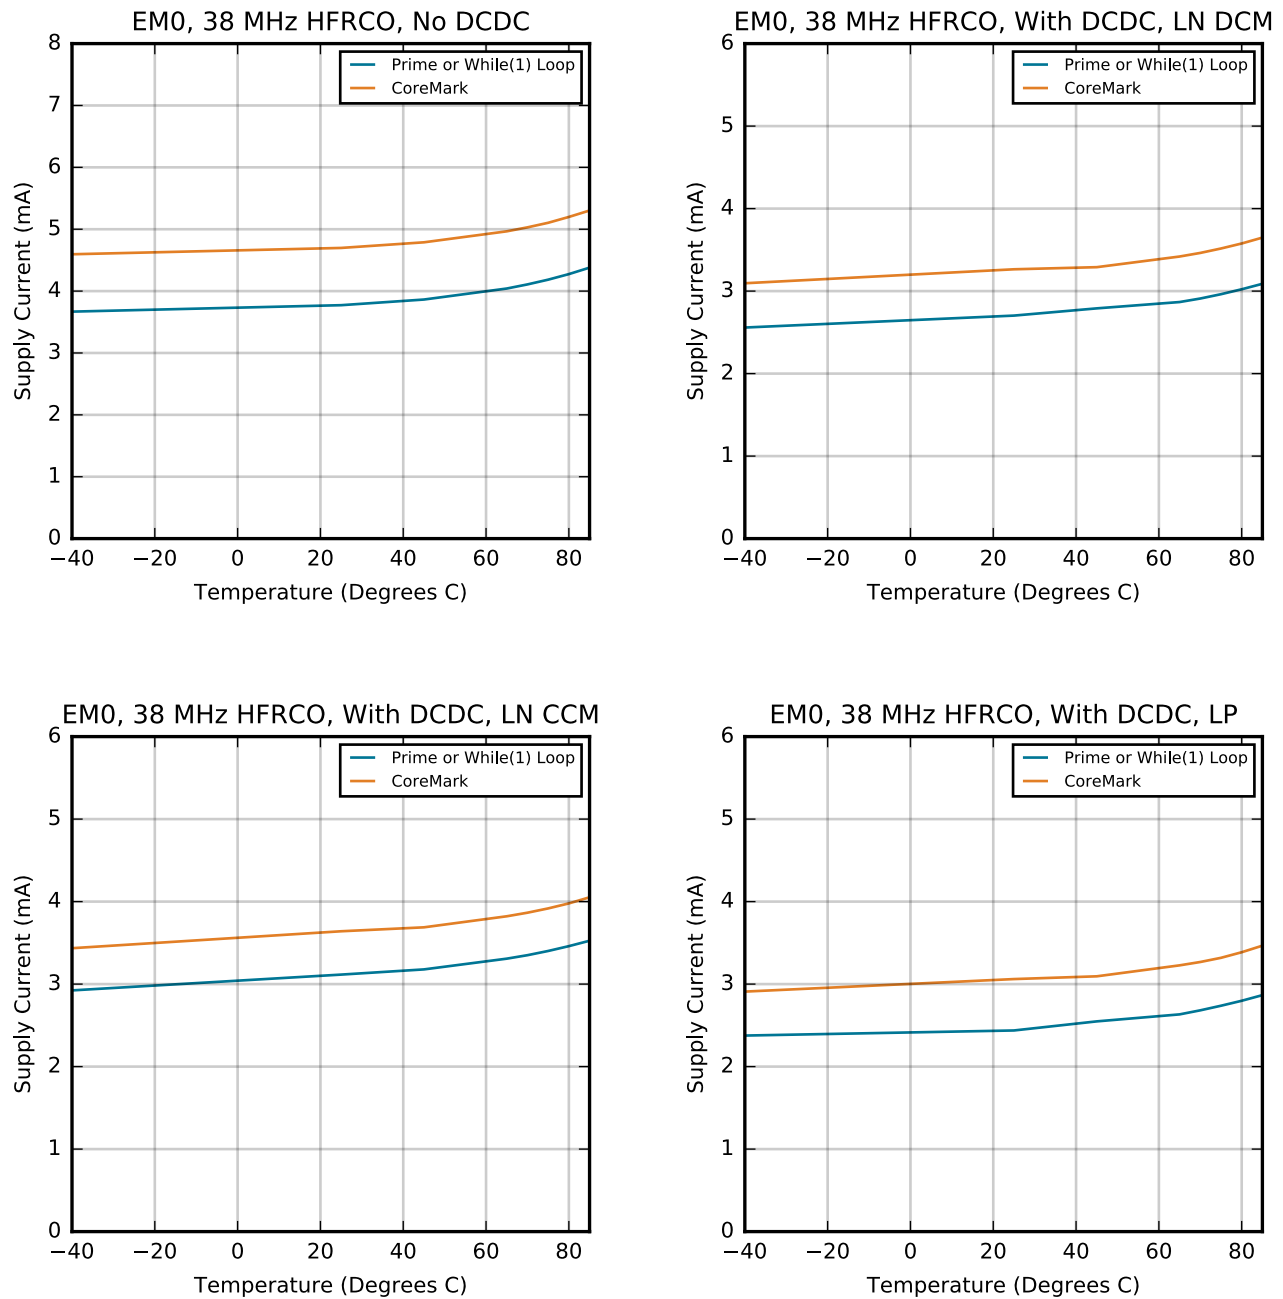 EM0, 38 MHz HFRCO, No DCDC
Prime or While(1) Loop
CoreMark
Supply Current (mA)
8
7
6
5
4
3
2
1
0
−40 −20 0 20 40 60 80
Temperature (Degrees C)
EM0, 38 MHz HFRCO, With DCDC, LN DCM
Prime or While(1) Loop
CoreMark
Supply Current (mA)
6
5
4
3
2
1
0
−40 −20 0 20 40 60 80
Temperature (Degrees C)
EM0, 38 MHz HFRCO, With DCDC, LN CCM
Prime or While(1) Loop
CoreMark
Supply Current (mA)
6
5
4
3
2
1
0
−40 −20 0 20 40 60 80
Temperature (Degrees C)
EM0, 38 MHz HFRCO, With DCDC, LP
Prime or While(1) Loop
CoreMark
Supply Current (mA)
6
5
4
3
2
1
0
−40 −20 0 20 40 60 80
Temperature (Degrees C)